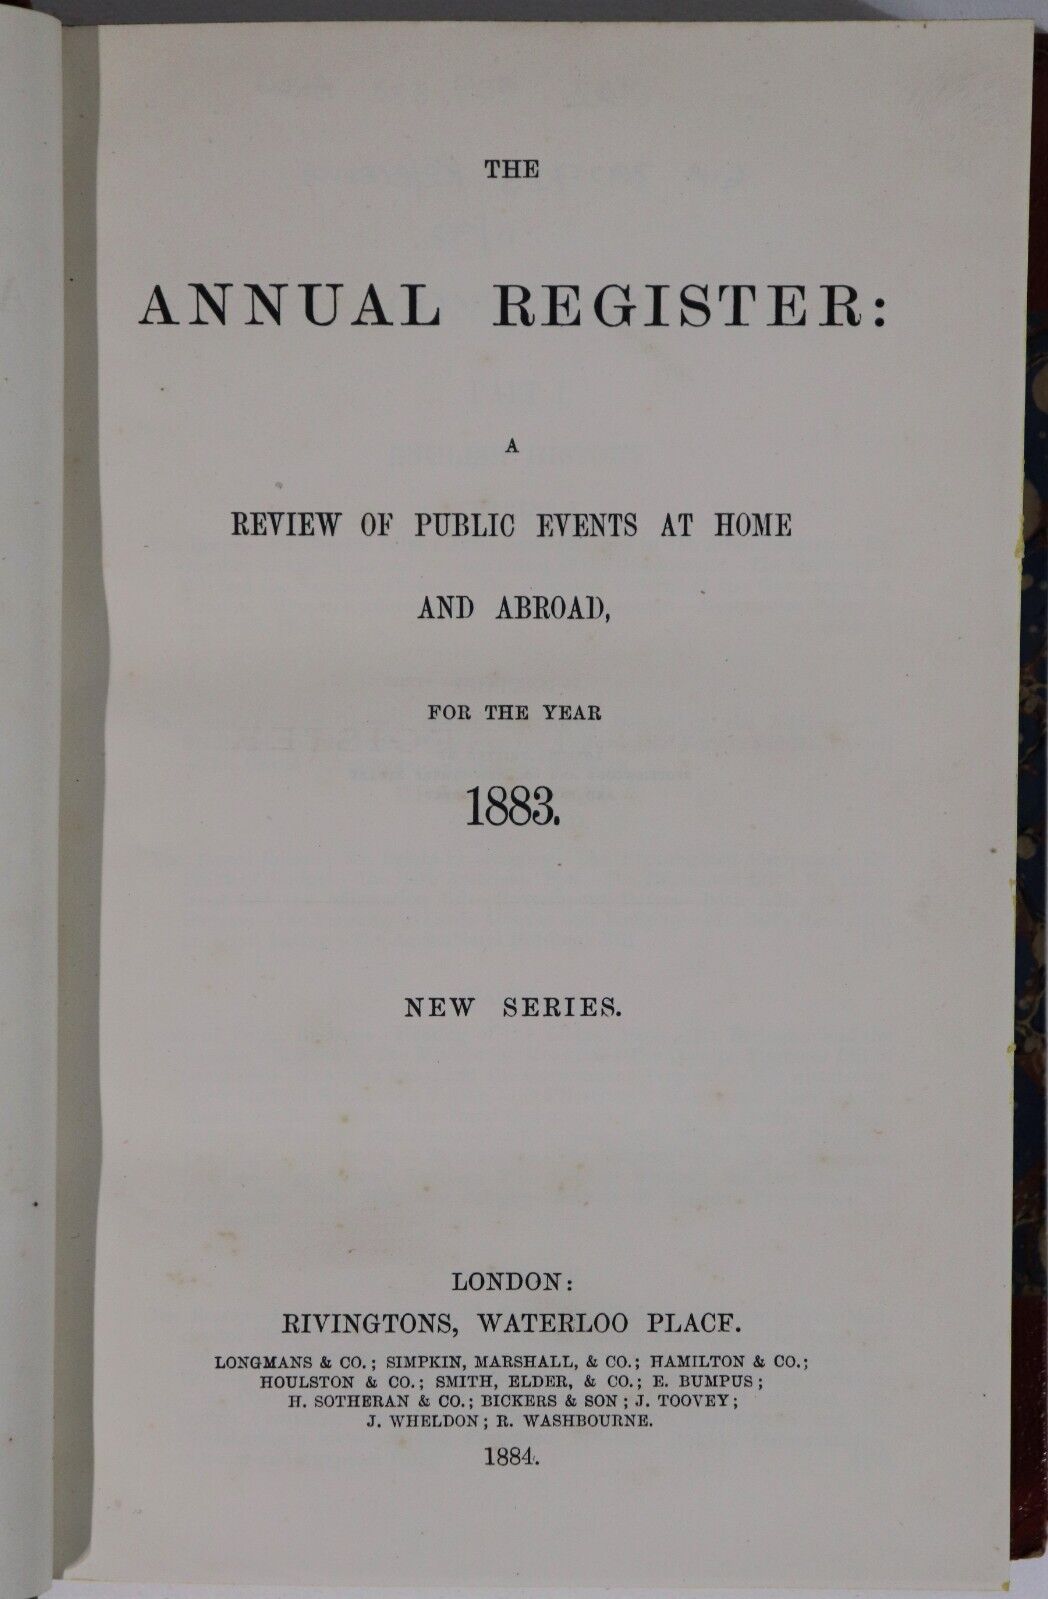 THE
ANNUAL REGISTER:
A
REVIEW OF PUBLIC EVENTS AT HOME
AND ABROAD,
FOR THE YEAR
1883.
NEW SERIES.
LONDON:
RIVINGTONS, WATERLOO PLACE.
LONGMANS & CO.; SIMPKIN, MARSHALL, & CO.; HAMILTON & CO.;
HOULSTON & CO.; SMITH, ELDER, & CO.; E. BUMPUS;
H. SOTHERAN & CO.; BICKERS & SON; J. TOOVEY;
J. WHELDON; R. WASHBOURNE.
1884.